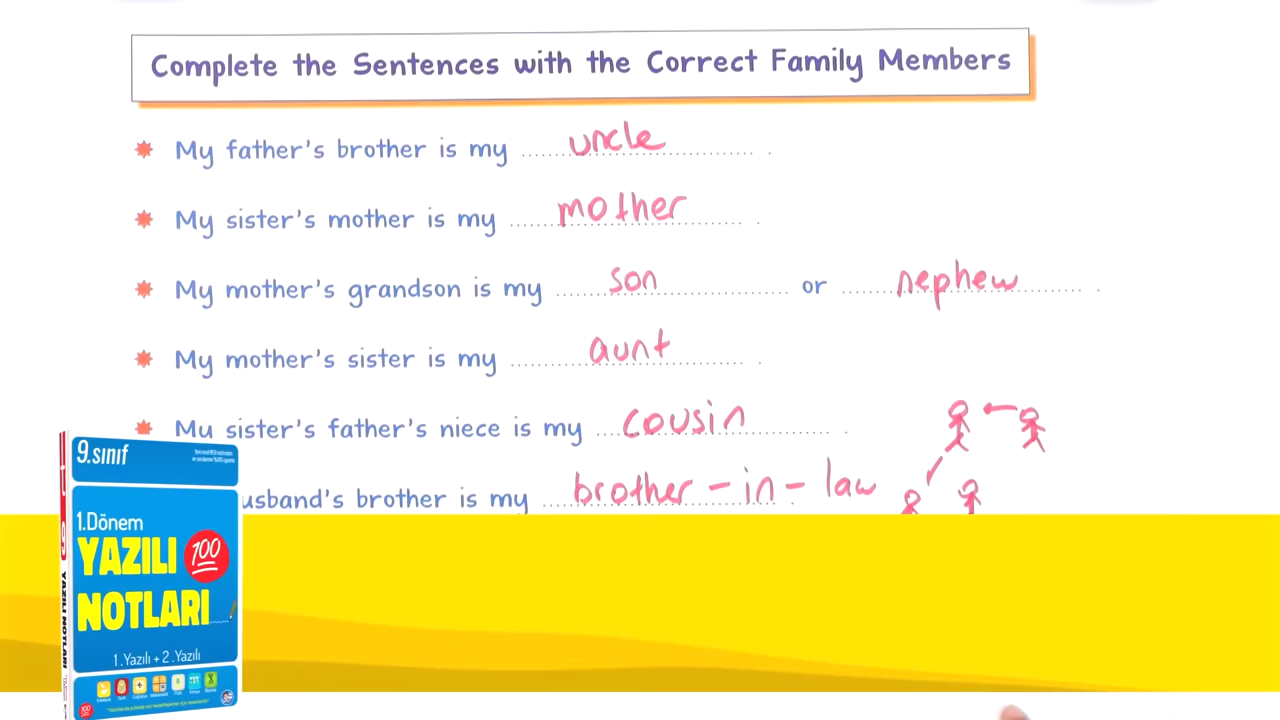 Complete the Sentences with the Correct Family Members
My father's brother is my uncle .
My sister's mother is my mother .
My mother's grandson is my son or nephew .
My mother's sister is my aunt .
My sister's father's niece is my cousin .
usband's brother is my brother-in-law
9.sınıf
1.Dönem
YAZILI 100
NOTLARI
1.Yazılı + 2.Yazılı
YAZILI NOTLARI